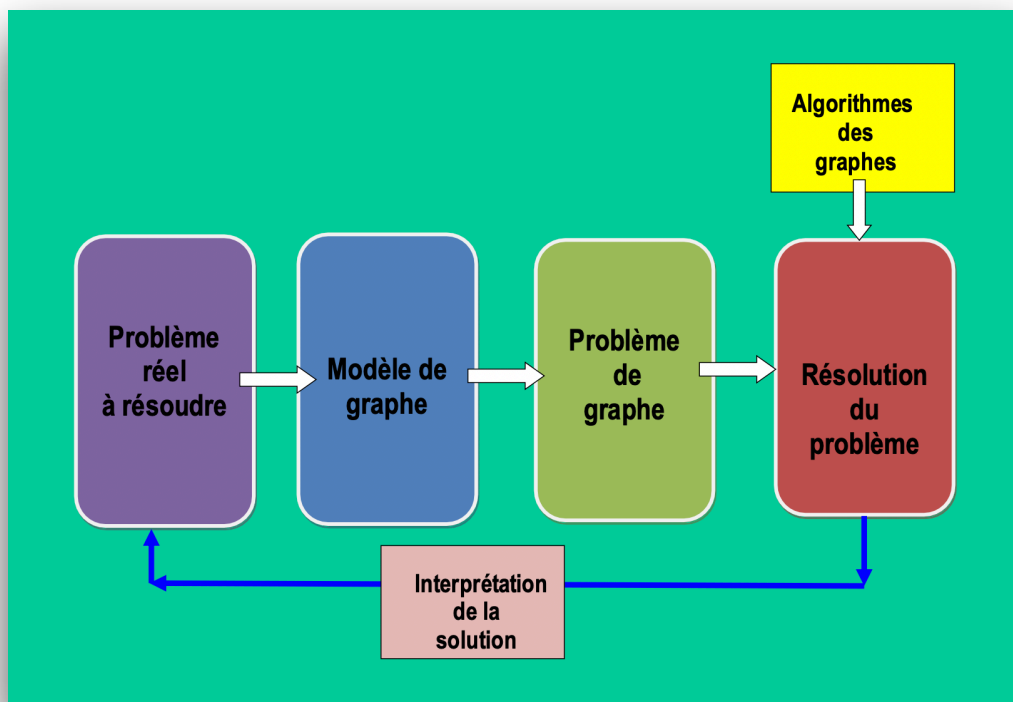 Algorithmes
des
graphes
Problème
réel
à résoudre
Modèle de
graphe
Problème
de
graphe
Résolution
du
problème
Interprétation
de la
solution